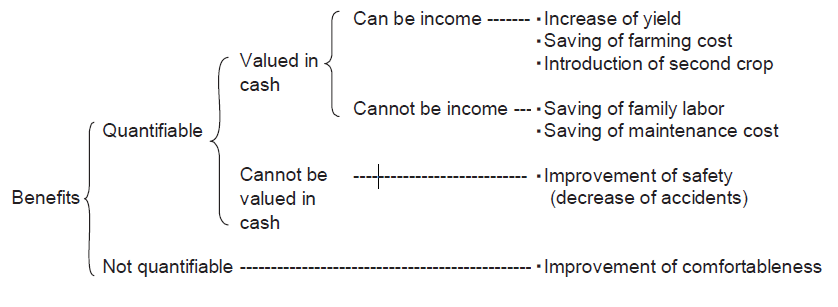 Can be income ------- ・Increase of yield
・Saving of farming cost
Valued in cash
・Introduction of second crop
Cannot be income --- ・Saving of family labor
Quantifiable
・Saving of maintenance cost
Cannot be valued in cash
---------------------------- ・Improvement of safety
(decrease of accidents)
Benefits
Not quantifiable ------------------------------------------------ ・Improvement of comfortableness